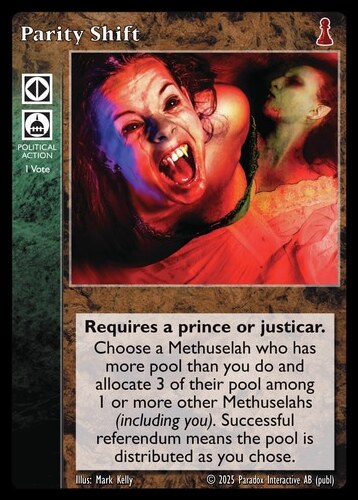 Parity Shift
POLITICAL
ACTION
1 Vote
Requires a prince or justicar.
Choose a Methuselah who has
more pool than you do and
allocate 3 of their pool among
1 or more other Methuselahs
(including you). Successful
referendum means the pool is
distributed as you chose.
Illus: Mark Kelly
© 2025 Paradox Interactive AB (publ)